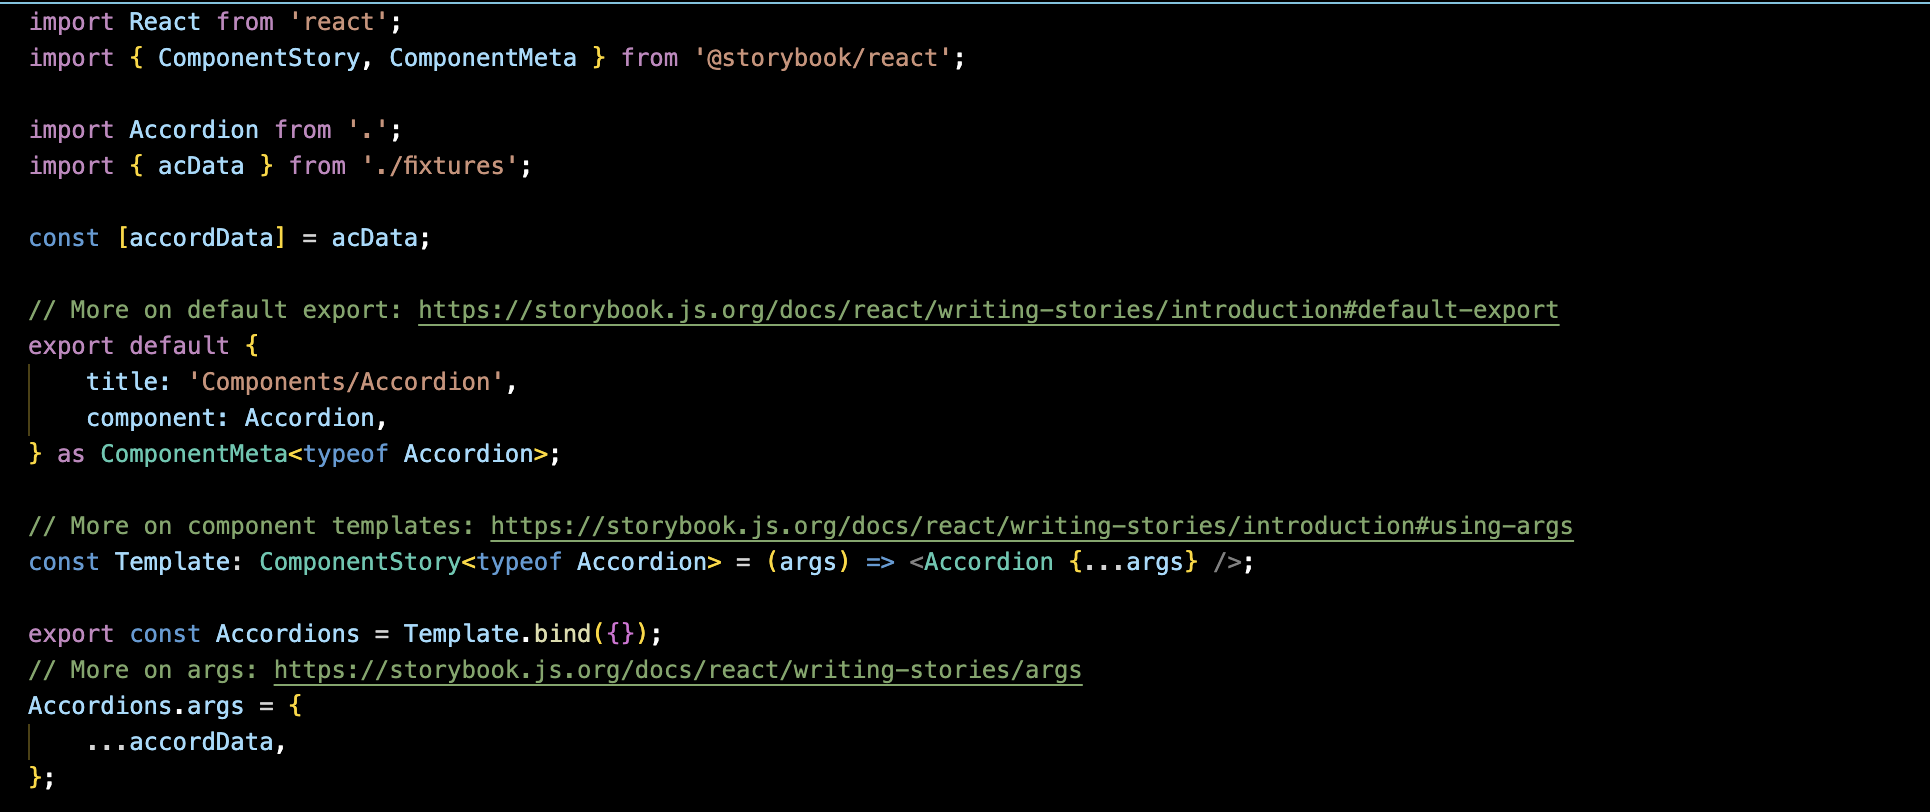 import React from 'react';
import { ComponentStory, ComponentMeta } from '@storybook/react';
import Accordion from '.';
import { acData } from './fixtures';
const [accordData] = acData;
// More on default export: https://storybook.js.org/docs/react/writing-stories/introduction#default-export
export default {
    title: 'Components/Accordion',
    component: Accordion,
} as ComponentMeta<typeof Accordion>;
// More on component templates: https://storybook.js.org/docs/react/writing-stories/introduction#using-args
const Template: ComponentStory<typeof Accordion> = (args) => <Accordion {...args} />;
export const Accordions = Template.bind({});
// More on args: https://storybook.js.org/docs/react/writing-stories/args
Accordions.args = {
    ...accordData,
};